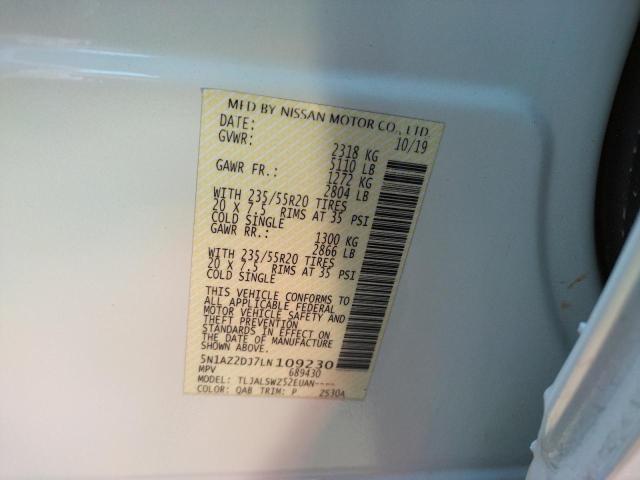 MFD BY NISSAN MOTOR CO., LTD.
DATE: 10/19
GVWR: 2318 KG
5110 LB
GAWR FR.: 1272 KG
2804 LB
WITH 235/55R20 TIRES
20 X 7.5 RIMS AT 35 PSI
COLD SINGLE
GAWR RR.: 1300 KG
2866 LB
WITH 235/55R20 TIRES
20 X 7.5 RIMS AT 35 PSI
COLD SINGLE
THIS VEHICLE CONFORMS TO
ALL APPLICABLE FEDERAL
MOTOR VEHICLE SAFETY AND
THEFT PREVENTION
STANDARDS IN EFFECT ON
THE DATE OF MANUFACTURE
SHOWN ABOVE.
5N1AZ2DJ7LN109230
MPV 689430
MODEL: TLJALSWZ52EUAN----
COLOR: QAB TRIM: P 2530A